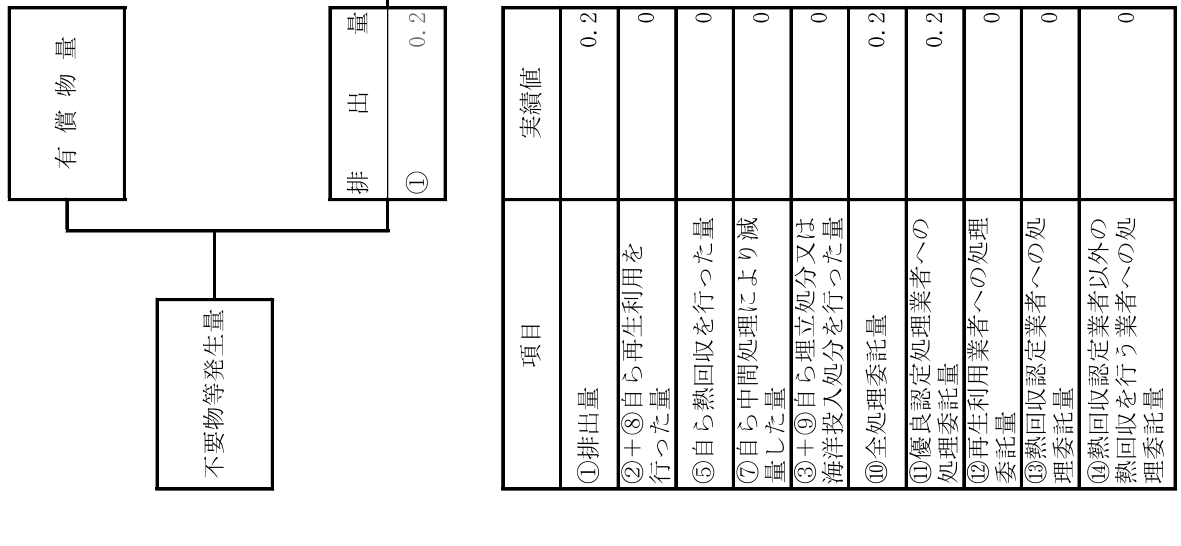 有償物量
排出量
① 0.2
不要物等発生量
項目 実績値
①排出量 0.2
②+⑧自ら再生利用を 0
行った量
⑤自ら熱回収を行った量 0
⑦自ら中間処理により減 0
量した量
③+⑨自ら埋立処分又は 0
海洋投入処分を行った量
⑩全処理委託量 0.2
⑪優良認定処理業者への 0.2
処理委託量
⑫再生利用業者への処理 0
委託量
⑬熱回収認定業者への処 0
理委託量
⑭熱回収認定業者以外の 0
熱回収を行う業者への処
理委託量